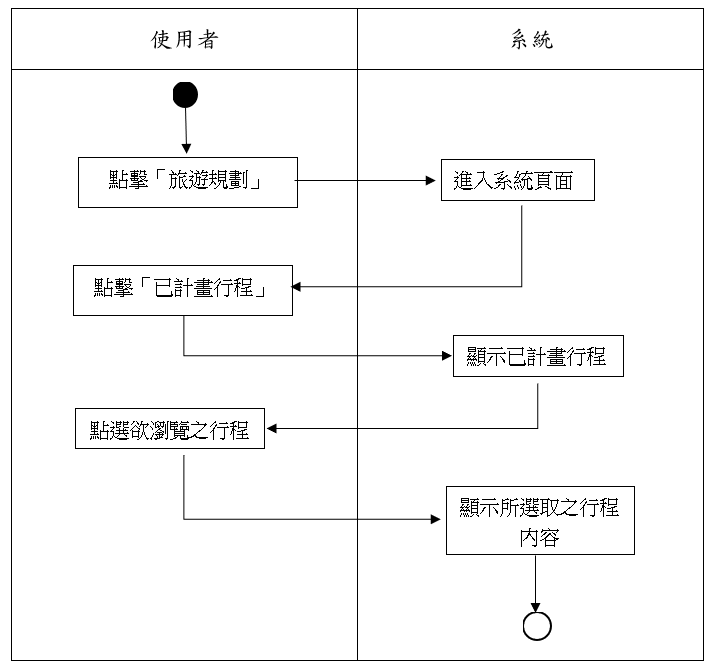 使用者
系統
點擊「旅遊規劃」
進入系統頁面
點擊「已計畫行程」
顯示已計畫行程
點選欲瀏覽之行程
顯示所選取之行程
內容